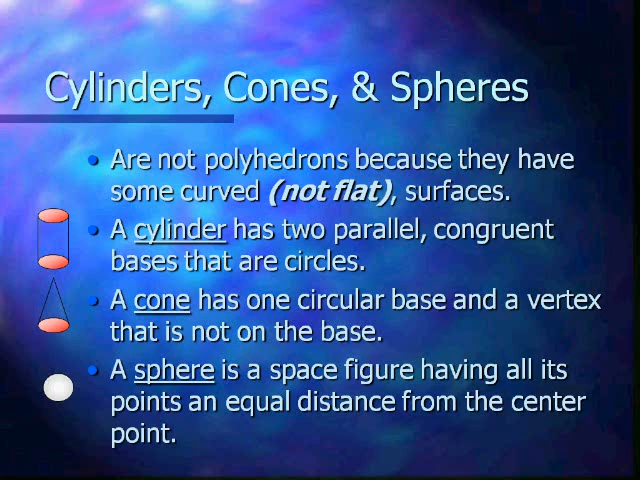 Cylinders, Cones, & Spheres
• Are not polyhedrons because they have
some curved (not flat), surfaces.
• A cylinder has two parallel, congruent
bases that are circles.
• A cone has one circular base and a vertex
that is not on the base.
• A sphere is a space figure having all its
points an equal distance from the center
point.